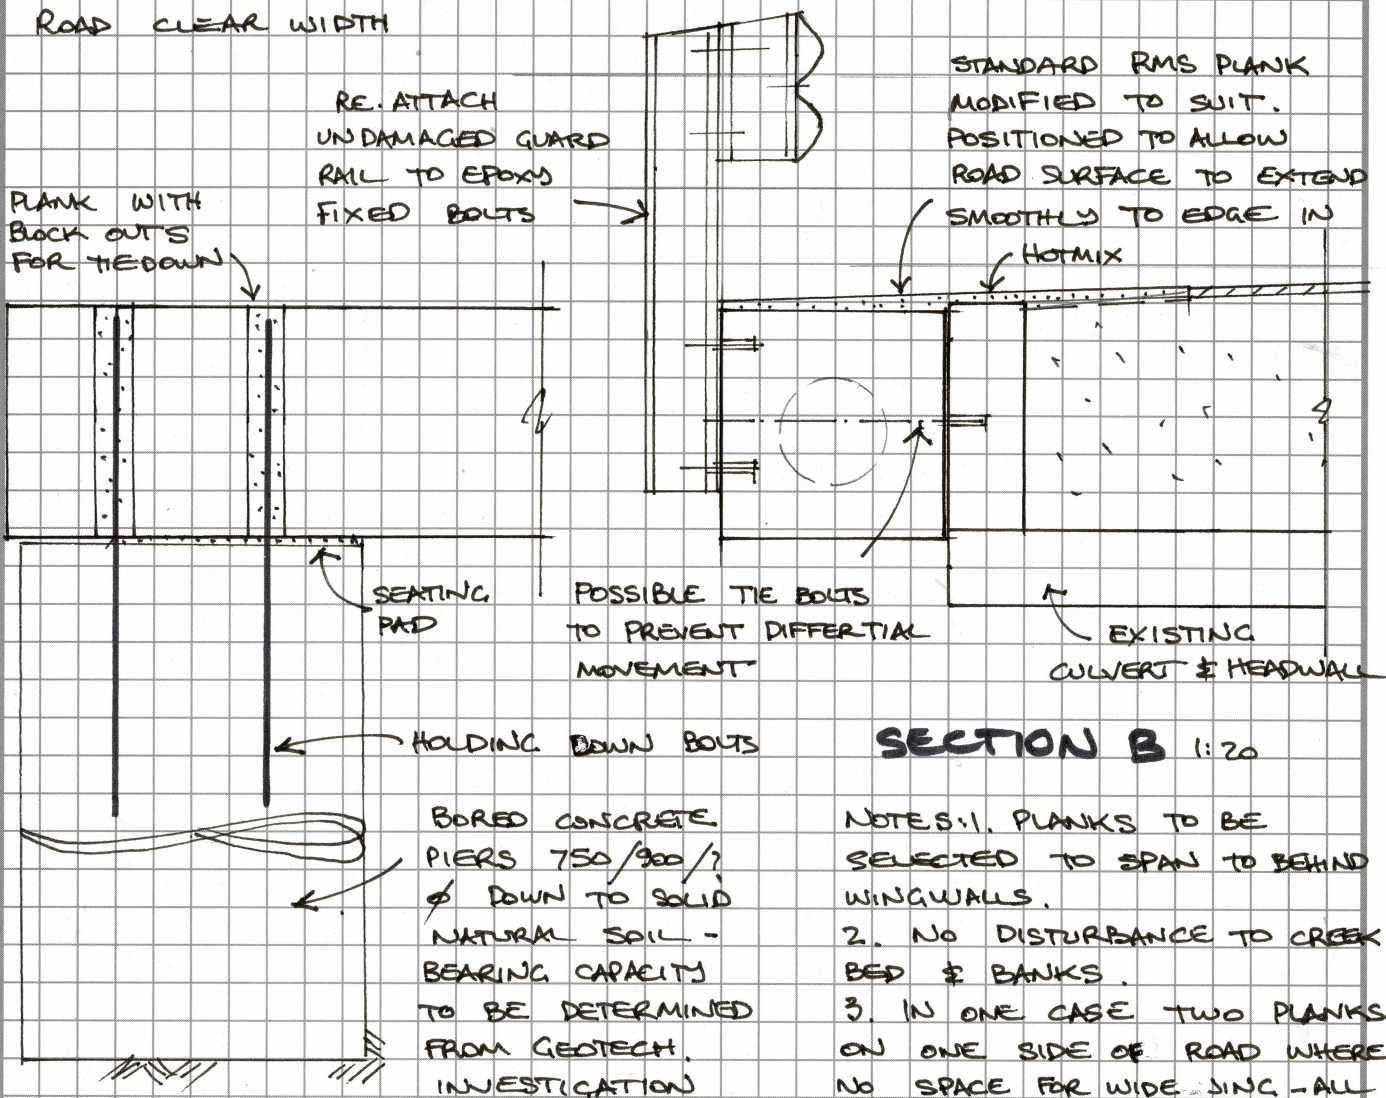 ROAD CLEAR WIDTH
RE. ATTACH
UNDAMAGED GUARD
RAIL TO EPOXY
FIXED BOLTS
STANDARD RMS PLANK
MODIFIED TO SUIT.
POSITIONED TO ALLOW
ROAD SURFACE TO EXTEND
SMOOTHLY TO EDGE IN
HOTMIX
PLANK WITH
BLOCK OUTS
FOR TIEDOWN
SEATING
PAD
POSSIBLE TIE BOLTS
TO PREVENT DIFFERTIAL
MOVEMENT
EXISTING
CULVERT & HEADWALL
HOLDING DOWN BOLTS
SECTION B 1:20
BORED CONCRETE
PIERS 750/900/?
ϕ DOWN TO SOLID
NATURAL SOIL -
BEARING CAPACITY
TO BE DETERMINED
FROM GEOTECH.
INVESTIGATION
NOTES:1. PLANKS TO BE
SELECTED TO SPAN TO BEHIND
WINGWALLS.
2. NO DISTURBANCE TO CREEK
BED & BANKS.
3. IN ONE CASE TWO PLANKS
ON ONE SIDE OF ROAD WHERE
NO SPACE FOR WIDE - ALL